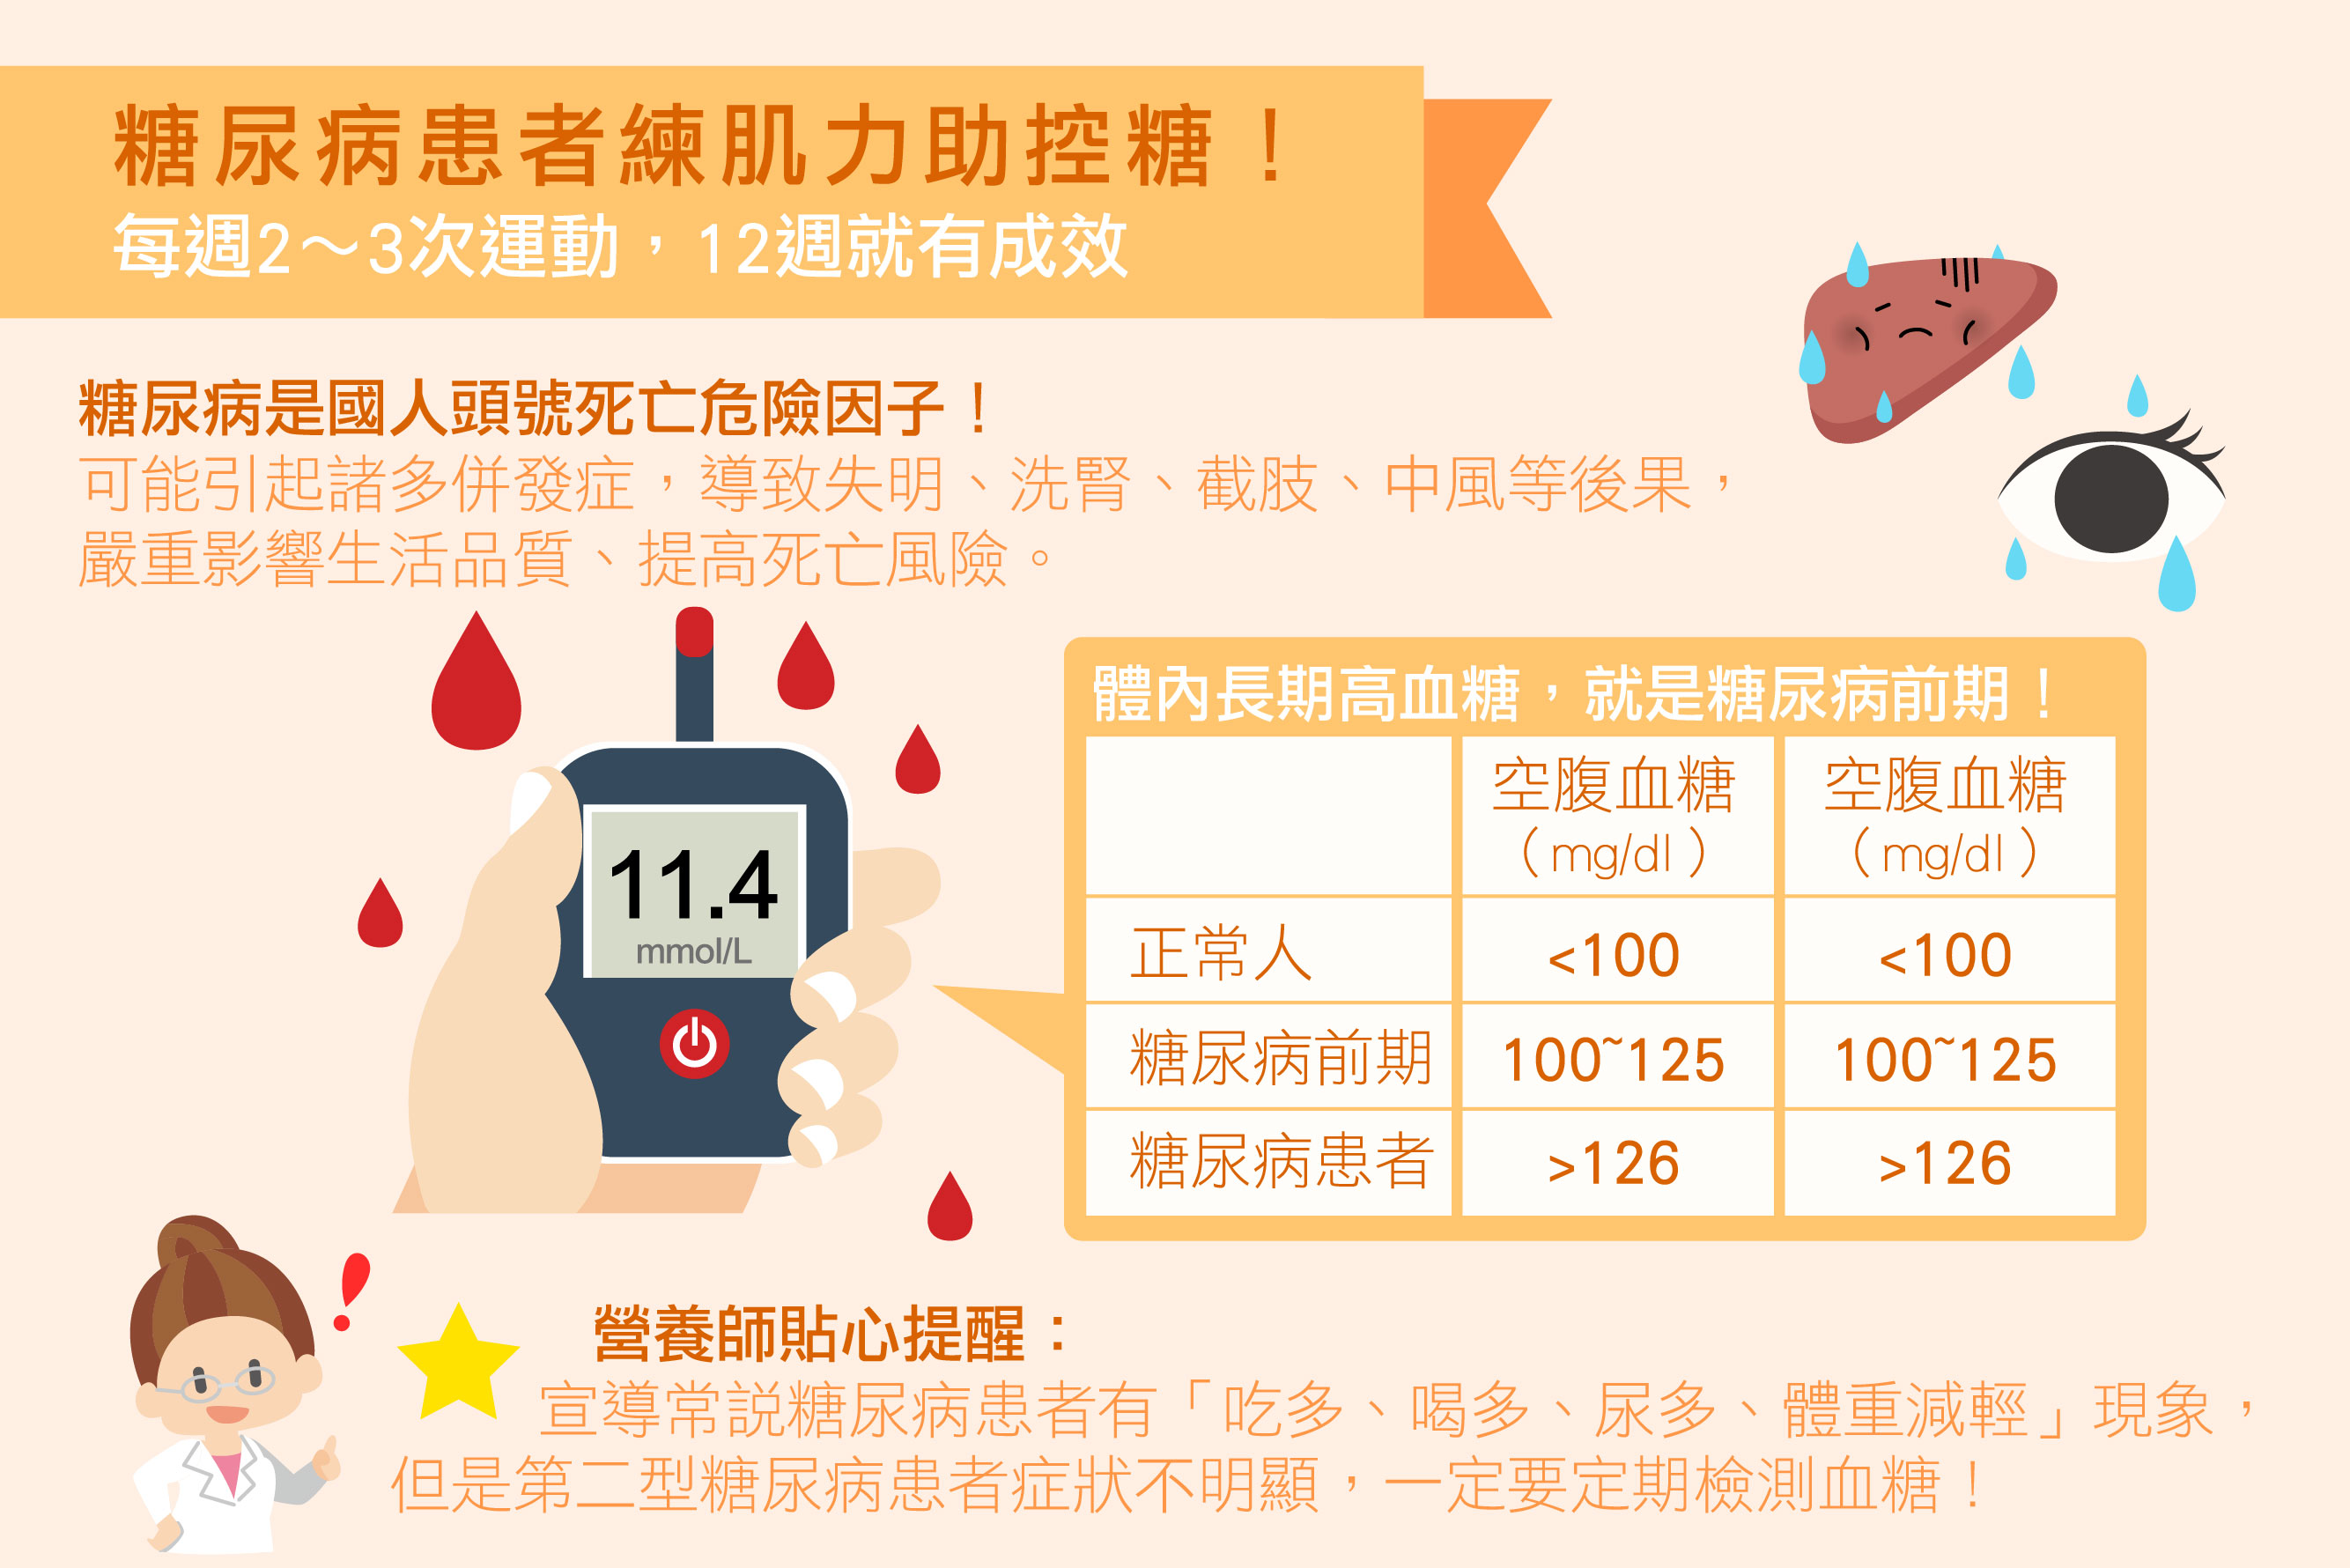 糖尿病患者練肌力助控糖！
每週2～3次運動，12週就有成效
糖尿病是國人頭號死亡危險因子！
可能引起諸多併發症，導致失明、洗腎、截肢、中風等後果，
嚴重影響生活品質、提高死亡風險。
11.4
mmol/L
體內長期高血糖，就是糖尿病前期！
空腹血糖（mg/dl） 空腹血糖（mg/dl）
正常人 <100 <100
糖尿病前期 100~125 100~125
糖尿病患者 >126 >126
營養師貼心提醒：
宣導常説糖尿病患者有「吃多、喝多、尿多、體重減輕」現象，
但是第二型糖尿病患者症狀不明顯，一定要定期檢測血糖！